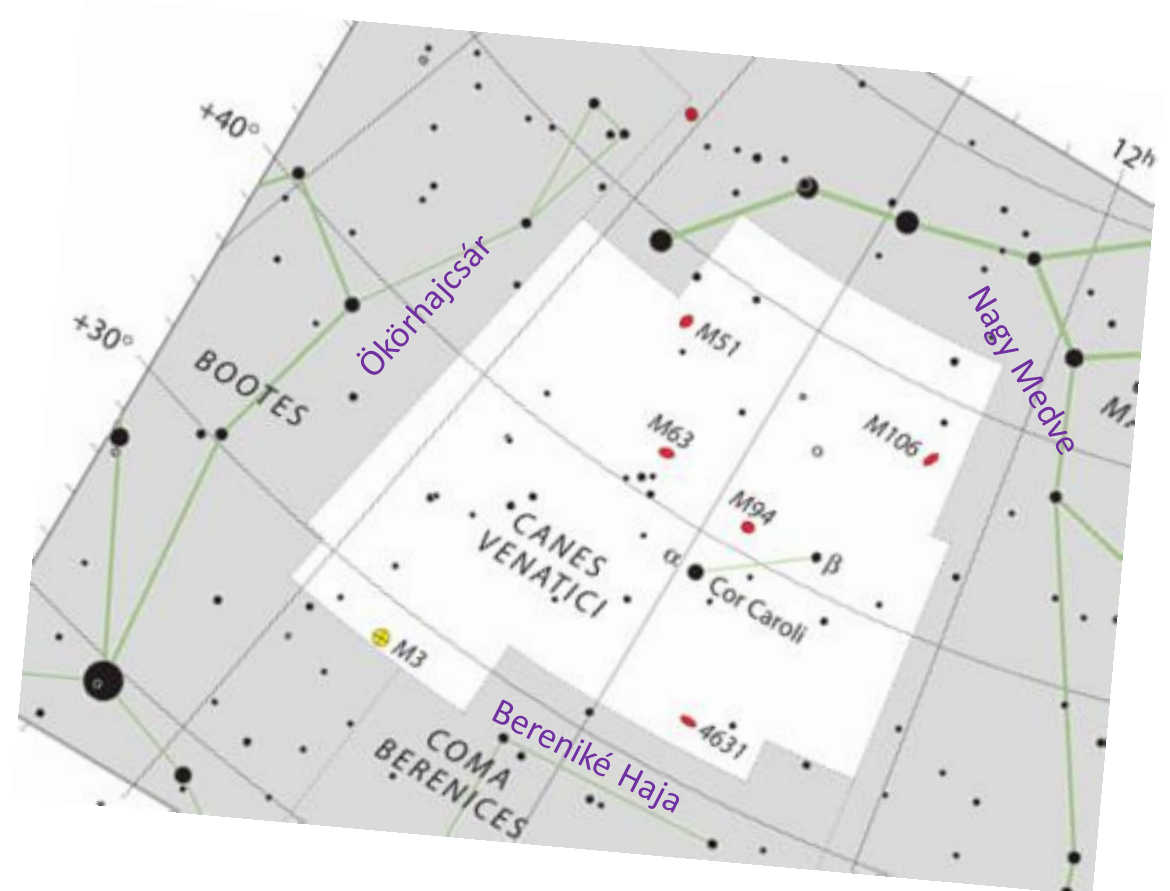 +40°
12ʰ
+30°
BOOTES
Ökörhajcsár
Nagy Medve
M51
M63
M106
M94
CANES
VENATICI
α
β
Cor Caroli
M3
4631
COMA
BERENICES
Bereniké Haja